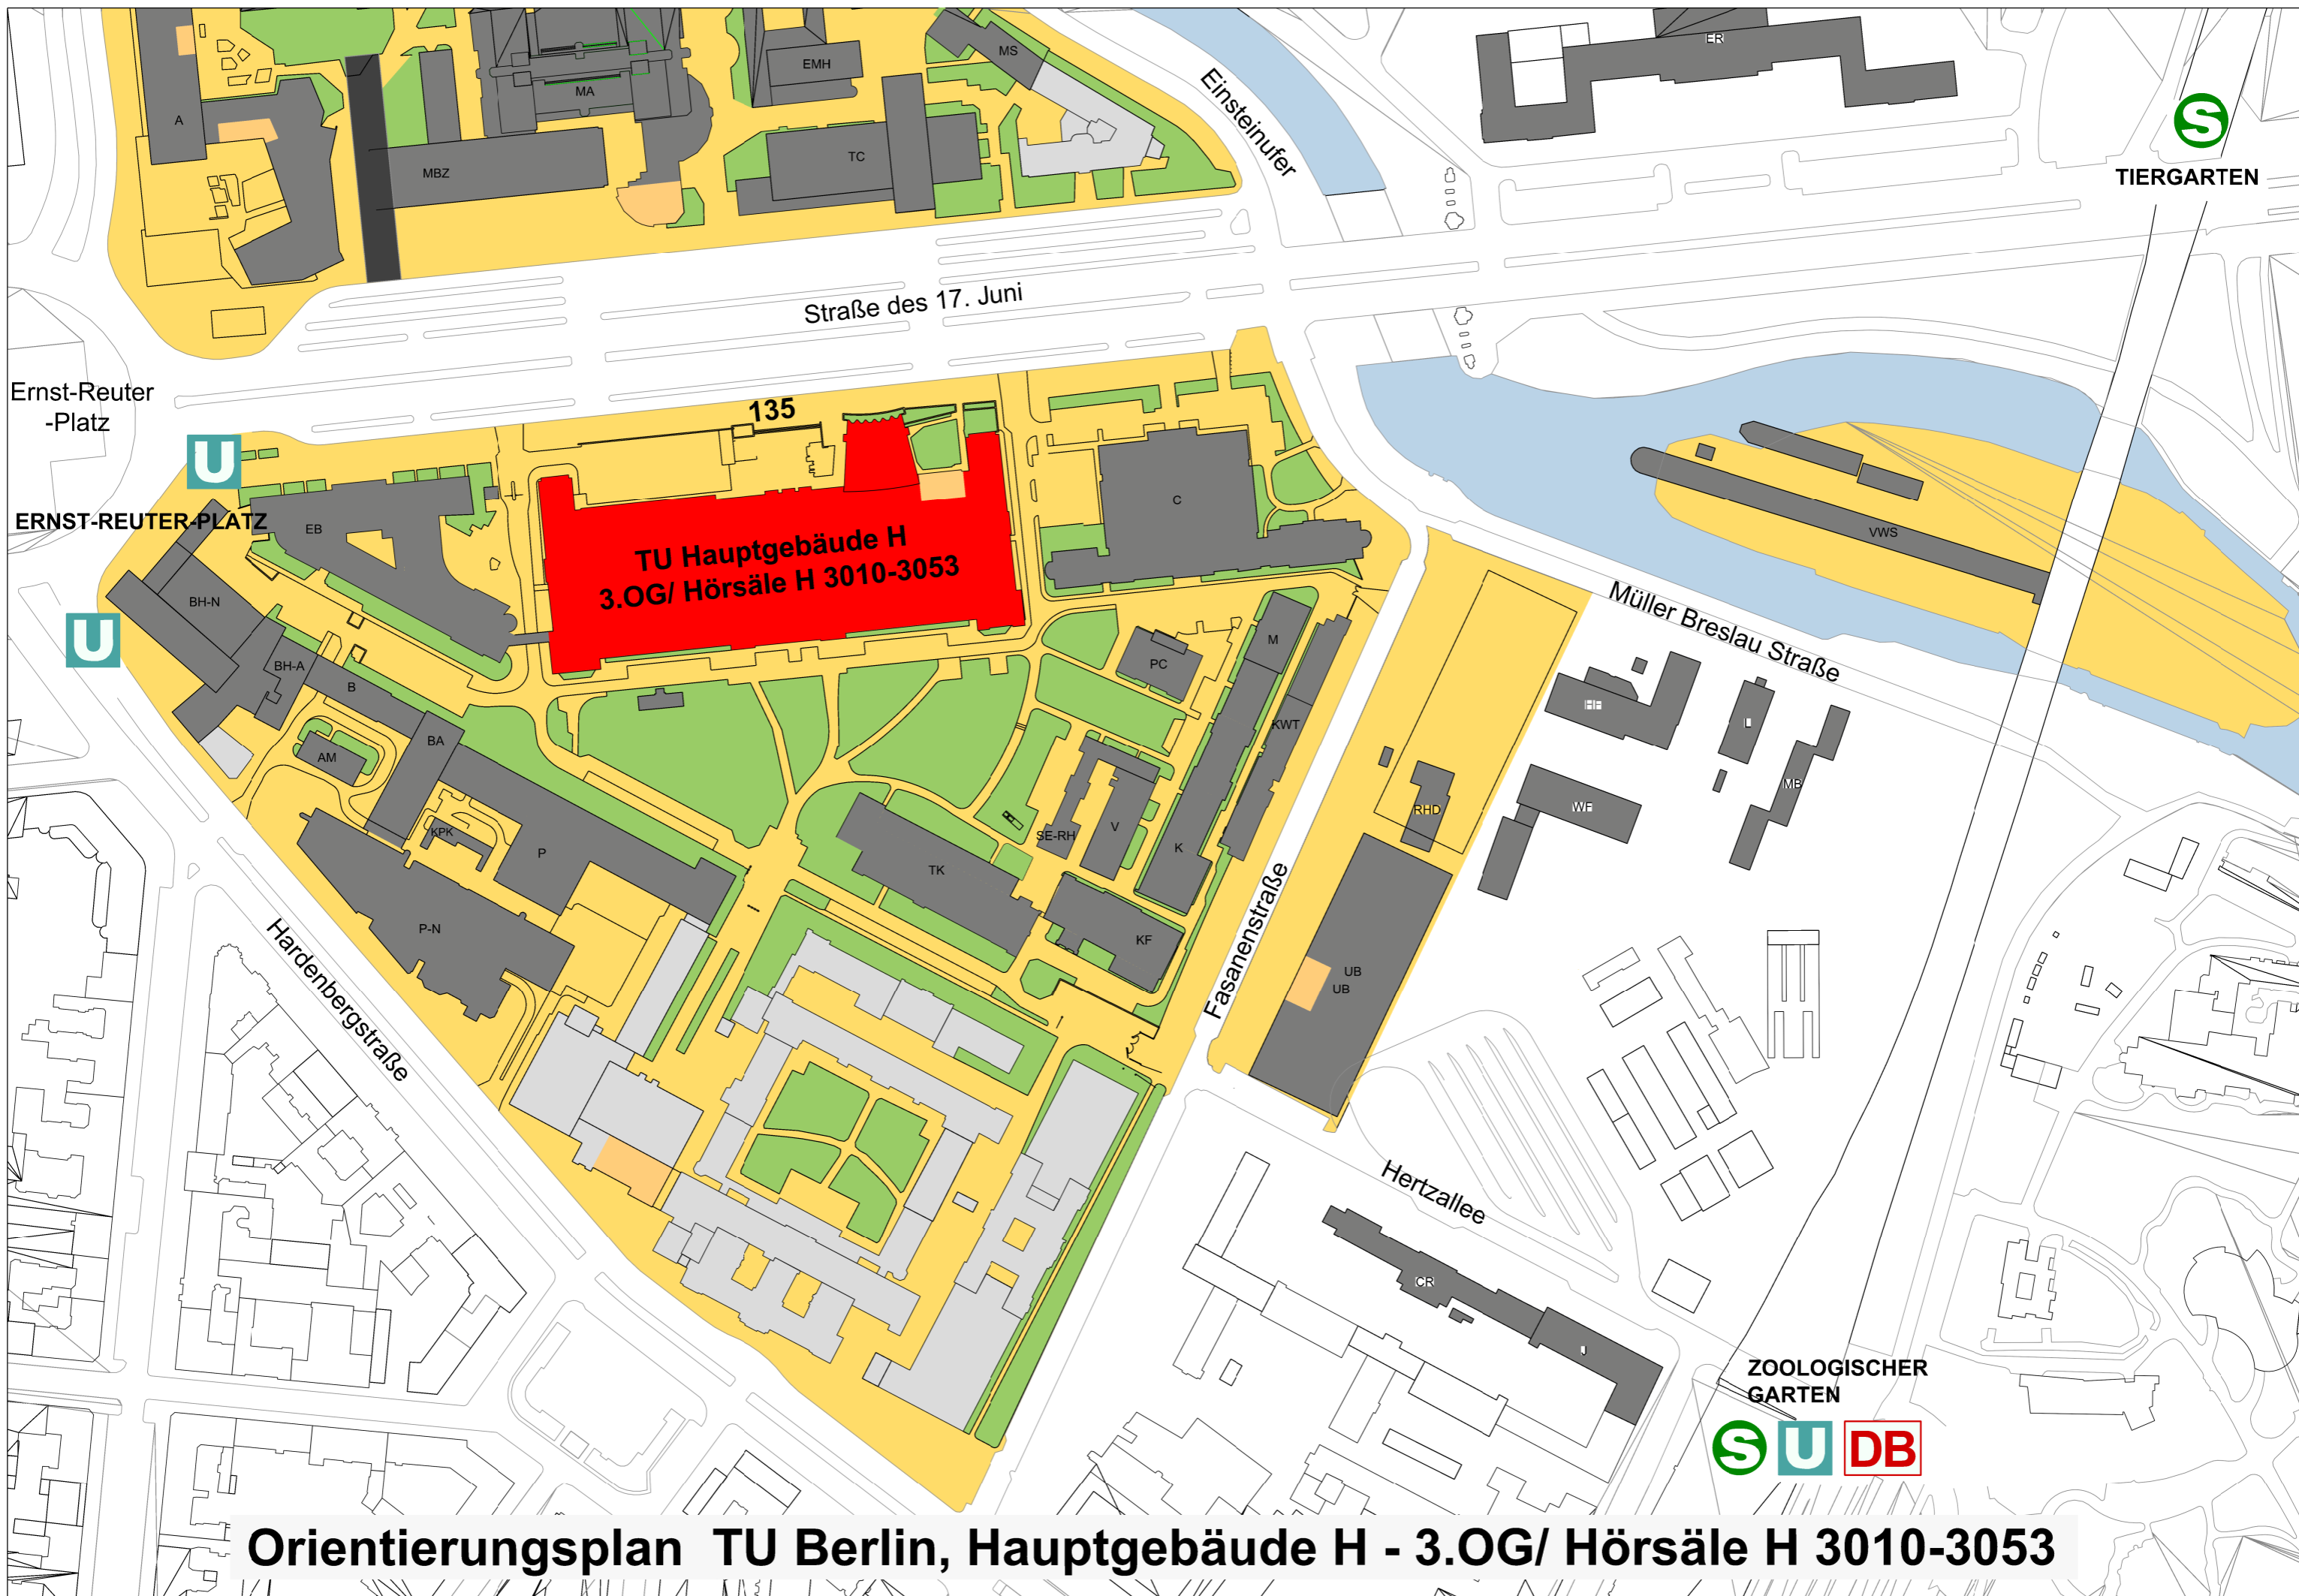 MS
ER
EMH
MA
A
S
TC
MBZ
Einsteinufer
TIERGARTEN
Straße des 17. Juni
Ernst-Reuter
-Platz
135
U
C
ERNST-REUTER-PLATZ
EB
VWS
TU Hauptgebäude H
3.OG/ Hörsäle H 3010-3053
BH-N
Müller Breslau Straße
U
M
PC
BH-A
B
HF
L
KWT
BA
AM
MB
RHD
WF
KPK
V
SE-RH
P
K
TK
P-N
KF
Fasanenstraße
UB
UB
Hardenbergstraße
Hertzallee
CR
J
ZOOLOGISCHER
GARTEN
S U DB
Orientierungsplan TU Berlin, Hauptgebäude H - 3.OG/ Hörsäle H 3010-3053